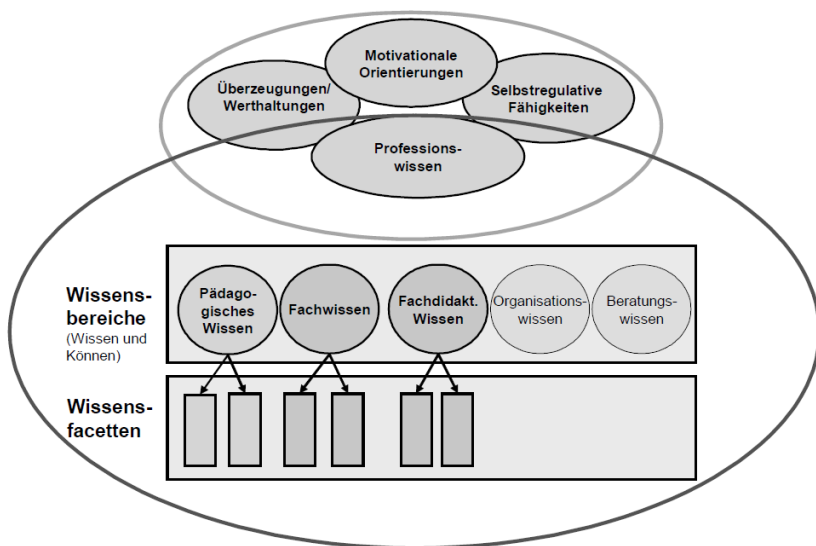 Motivationale
Orientierungen
Überzeugungen/
Werthaltungen
Selbstregulative
Fähigkeiten
Professions-
wissen
Wissens-
bereiche
(Wissen und
Können)
Pädago-
gisches
Wissen
Fachwissen
Fachdidakt.
Wissen
Organisations-
wissen
Beratungs-
wissen
Wissens-
facetten